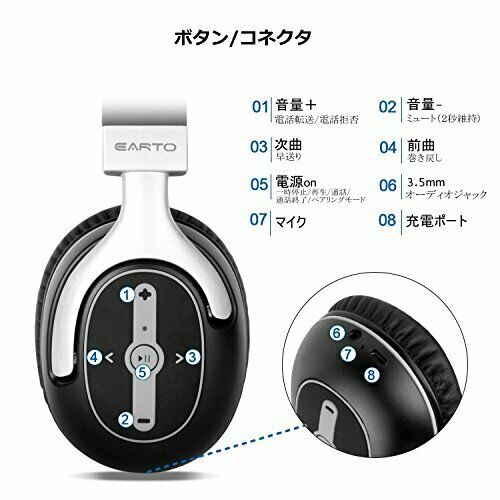 ボタン/コネクタ
EARTO
01 音量＋
電話転送/電話拒否
02 音量-
ミュート(2秒維持)
03 次曲
早送り
04 前曲
巻き戻し
05 電源on
一時停止/再生/通話/
通話終了/ペアリングモード
06 3.5mm
オーディオジャック
07 マイク
08 充電ポート
1
4
3
5
2
6
7
8